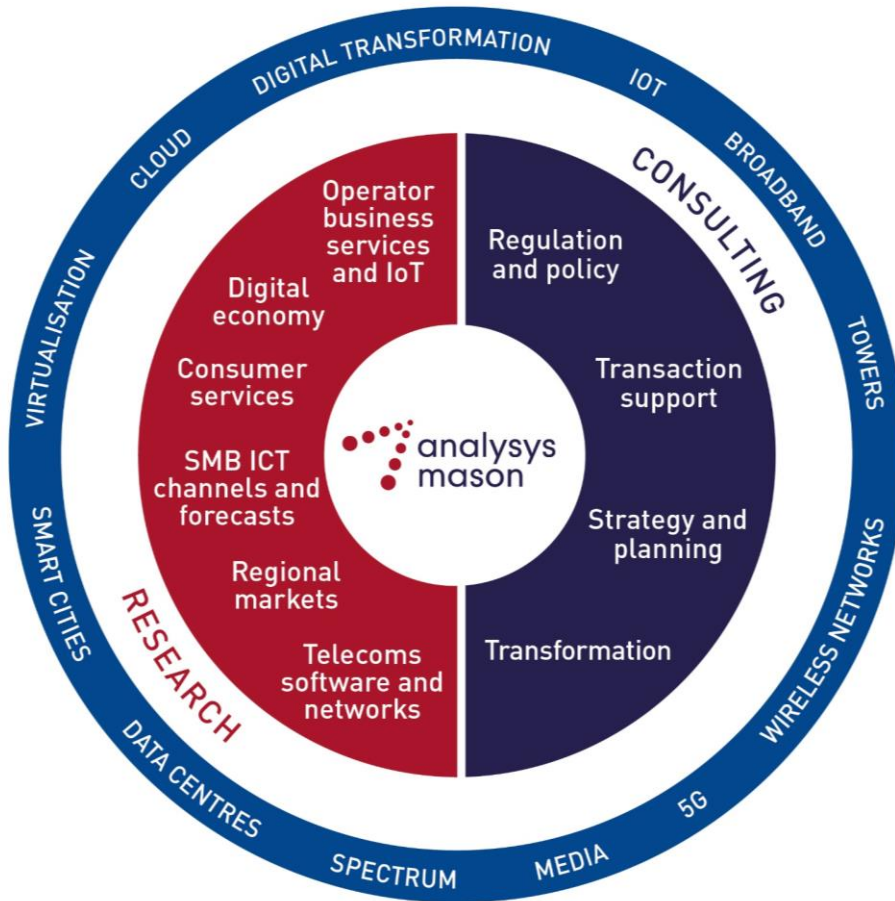 DIGITAL TRANSFORMATION
IOT
BROADBAND
TOWERS
WIRELESS NETWORKS
5G
MEDIA
SPECTRUM
DATA CENTRES
SMART CITIES
VIRTUALISATION
CLOUD
CONSULTING
RESEARCH
Operator
business
services
and IoT
Digital
economy
Consumer
services
SMB ICT
channels and
forecasts
Regional
markets
Telecoms
software and
networks
Regulation
and policy
Transaction
support
Strategy and
planning
Transformation
analysys
mason